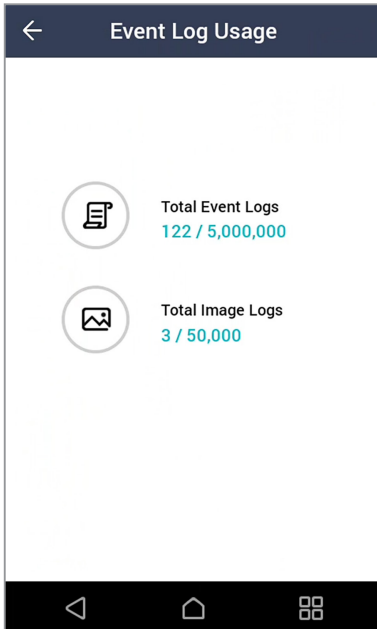 Event Log Usage
Total Event Logs
122 / 5,000,000
Total Image Logs
3 / 50,000